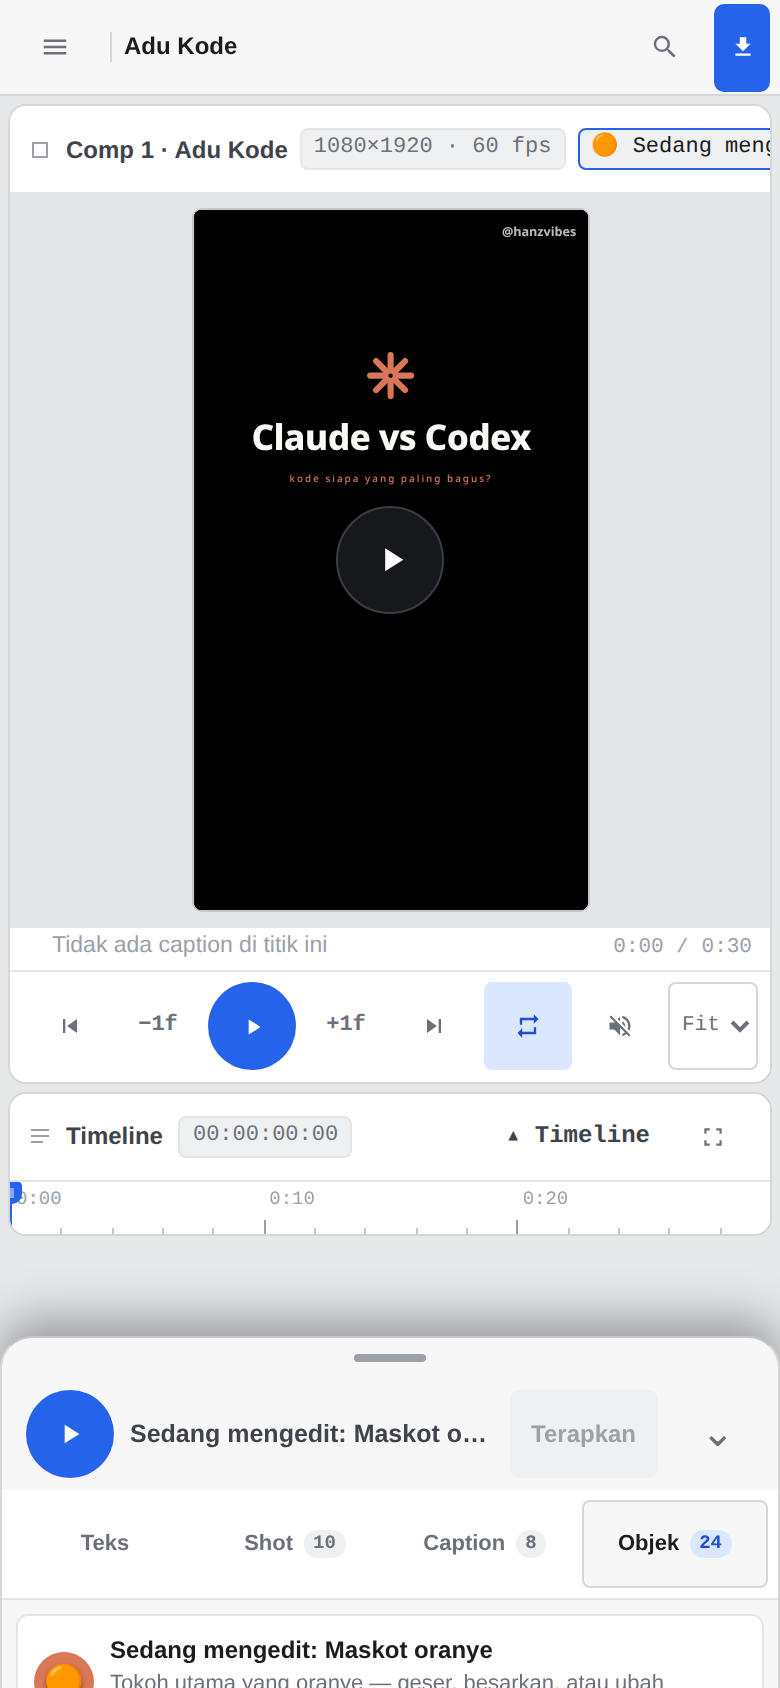 Adu Kode
Comp 1 · Adu Kode
1080×1920 · 60 fps
Sedang meng
@hanzvibes
Claude vs Codex
kode siapa yang paling bagus?
Tidak ada caption di titik ini
0:00 / 0:30
−1f
+1f
Fit
Timeline
00:00:00:00
▲ Timeline
0:00
0:10
0:20
Sedang mengedit: Maskot o…
Terapkan
Teks
Shot 10
Caption 8
Objek 24
Sedang mengedit: Maskot oranye
Tokoh utama yang oranye — geser, besarkan, atau ubah